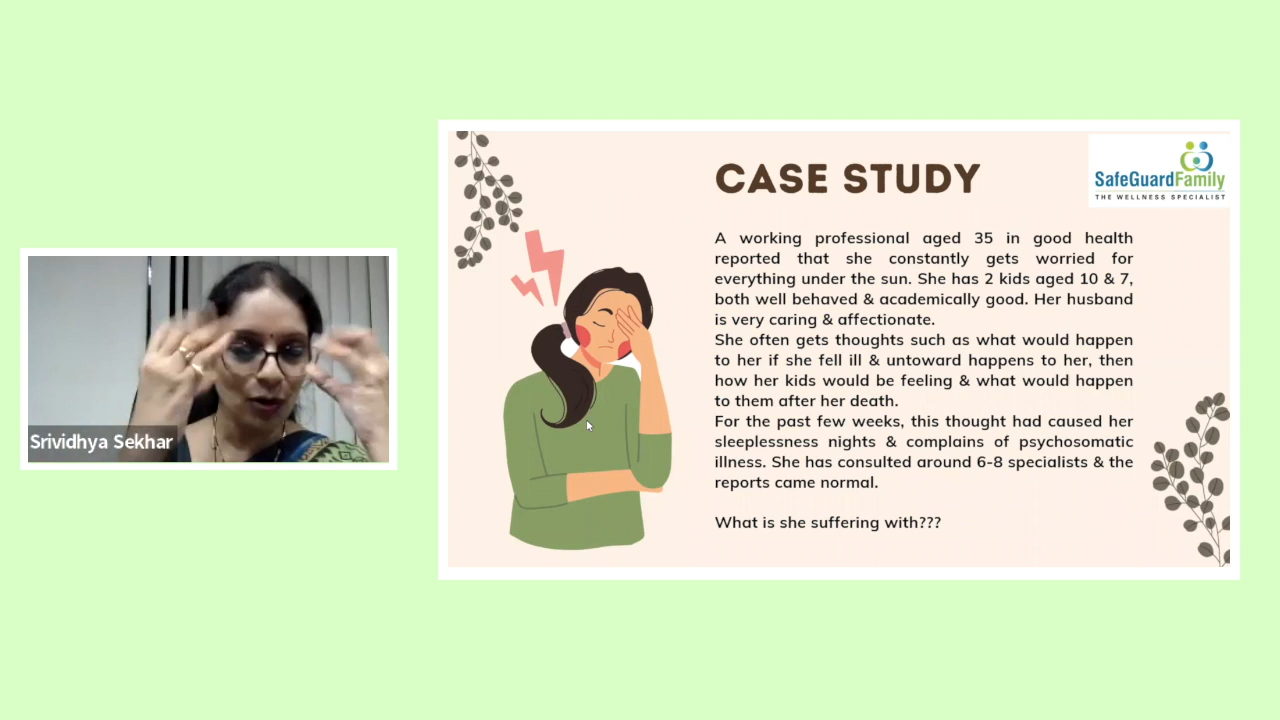 Srividhya Sekhar
CASE STUDY
SafeGuardFamily
THE WELLNESS SPECIALIST
A working professional aged 35 in good health
reported that she constantly gets worried for
everything under the sun. She has 2 kids aged 10 & 7,
both well behaved & academically good. Her husband
is very caring & affectionate.
She often gets thoughts such as what would happen
to her if she fell ill & untoward happens to her, then
how her kids would be feeling & what would happen
to them after her death.
For the past few weeks, this thought had caused her
sleeplessness nights & complains of psychosomatic
illness. She has consulted around 6-8 specialists & the
reports came normal.
What is she suffering with???